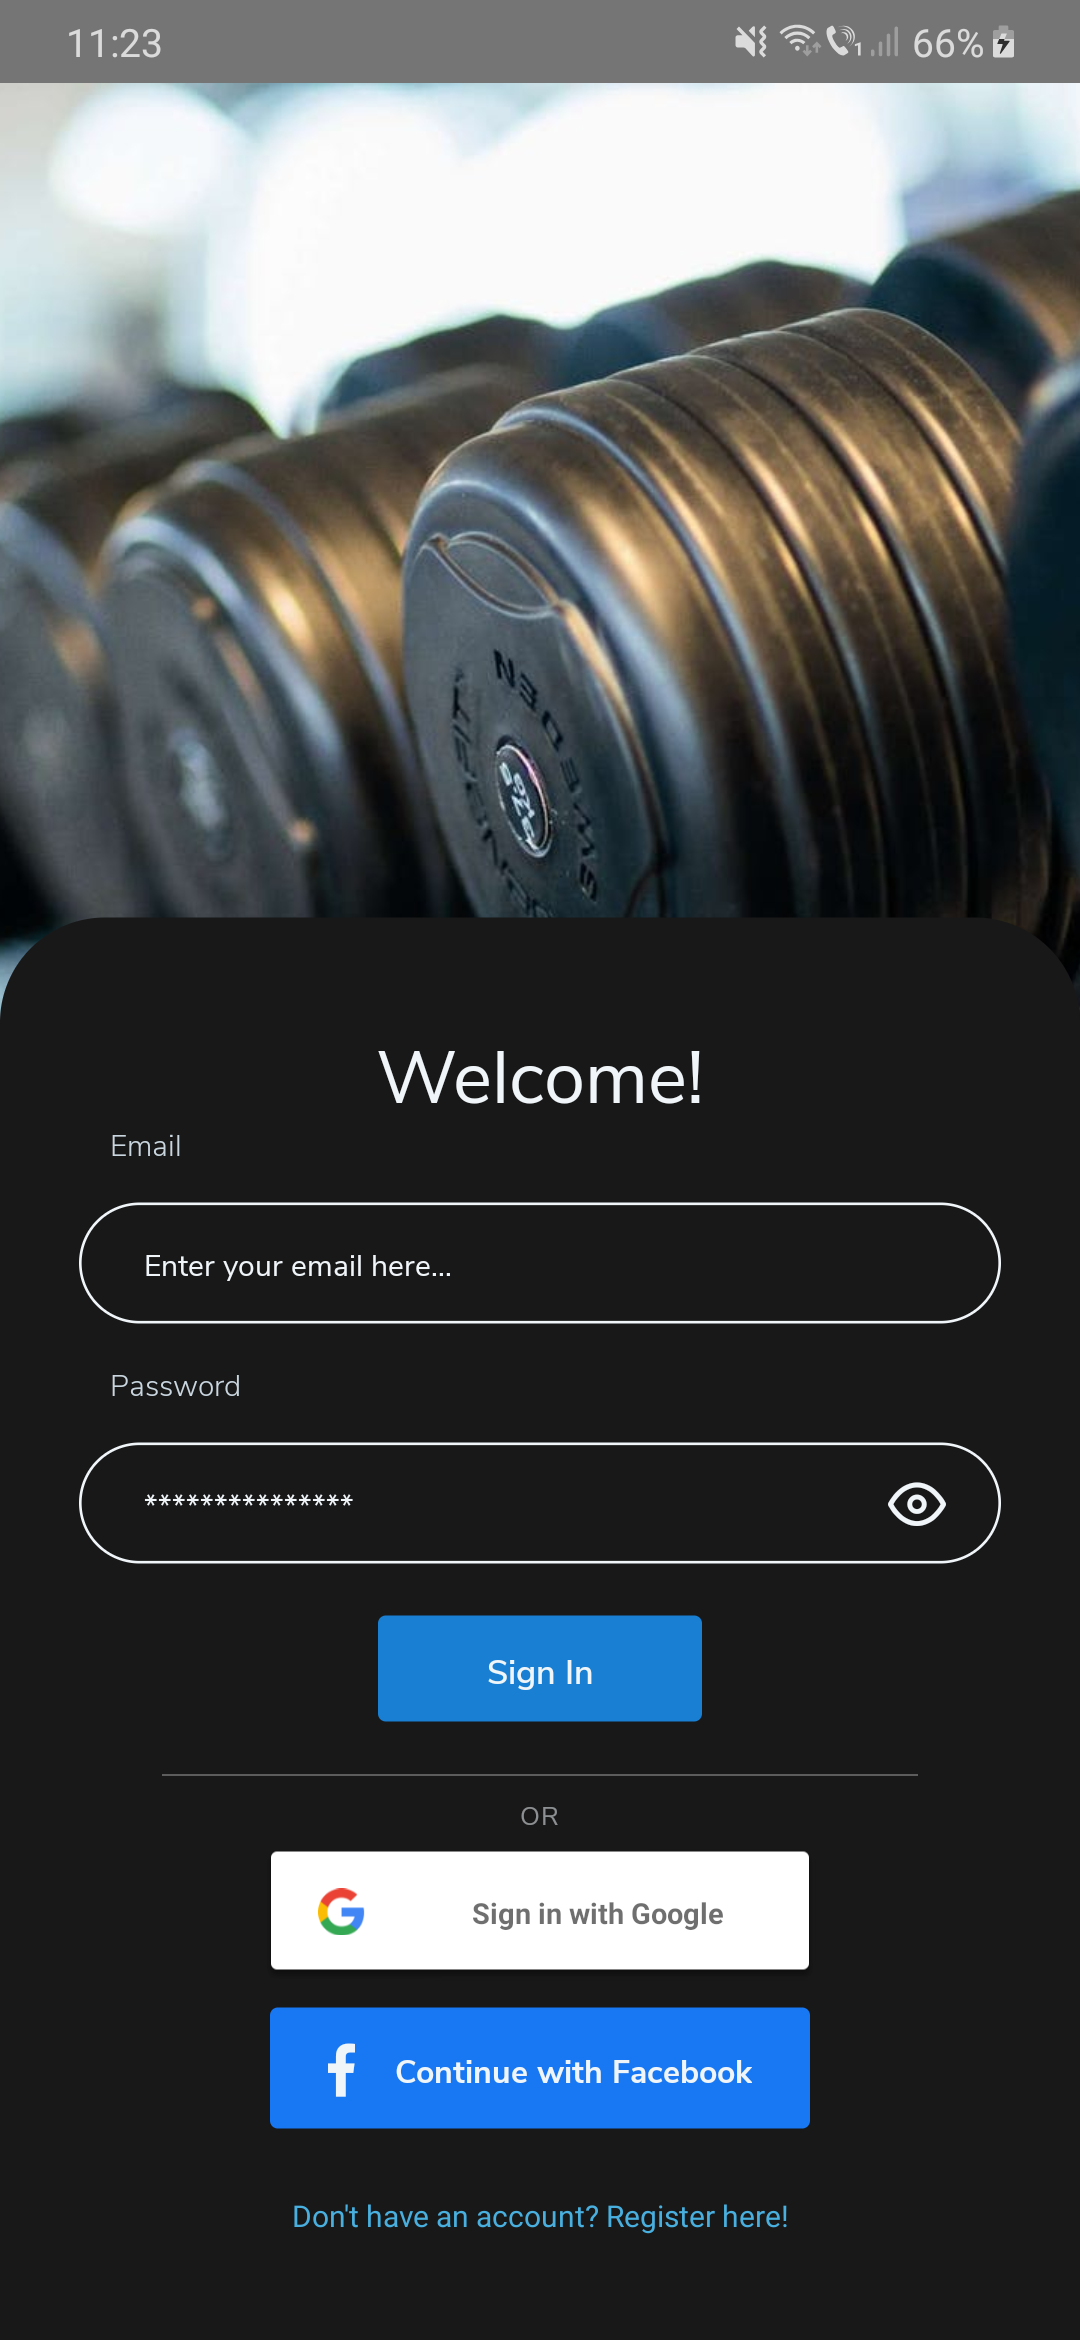 11:23
66%
Welcome!
Email
Enter your email here...
Password
***************
Sign In
OR
Sign in with Google
Continue with Facebook
Don't have an account? Register here!